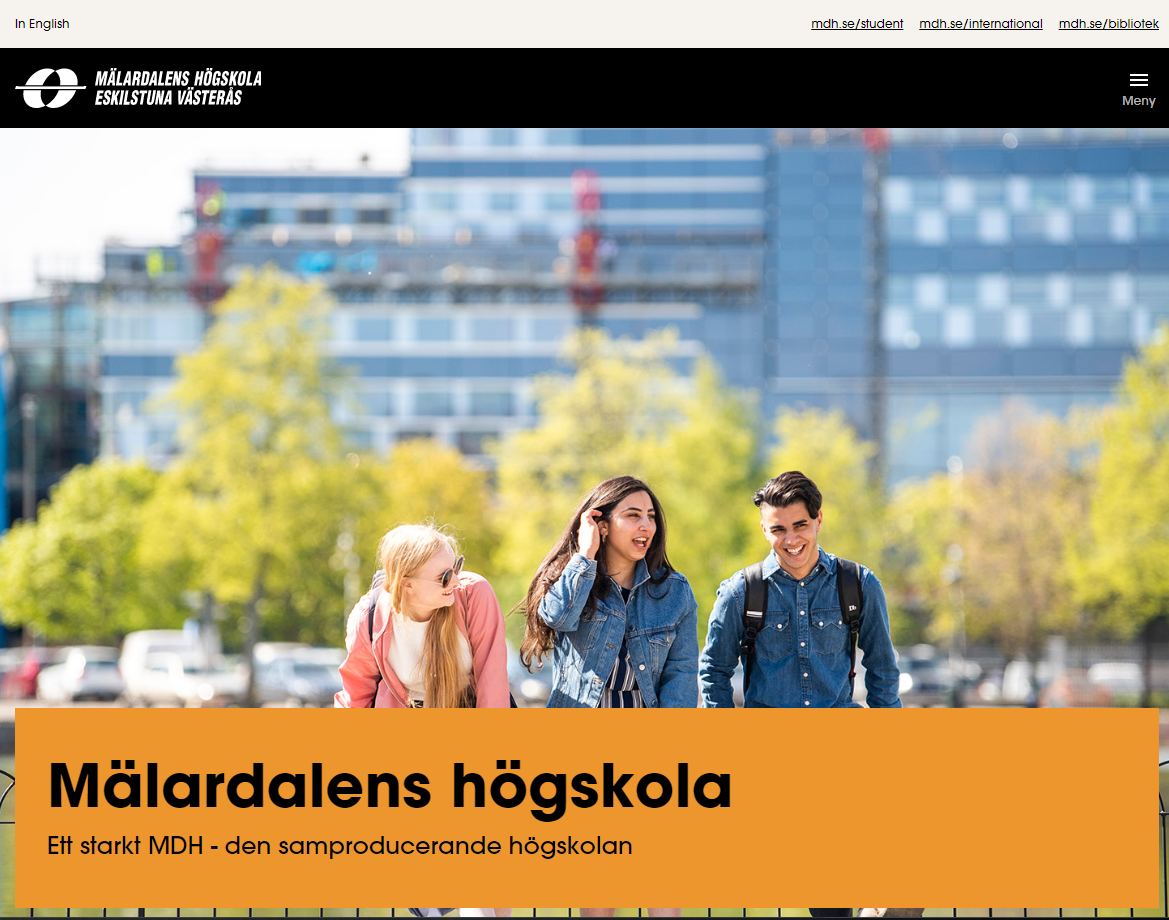 In English
mdh.se/student mdh.se/international mdh.se/bibliotek
MÄLARDALENS HÖGSKOLA
ESKILSTUNA VÄSTERÅS
Meny
Mälardalens högskola
Ett starkt MDH - den samproducerande högskolan